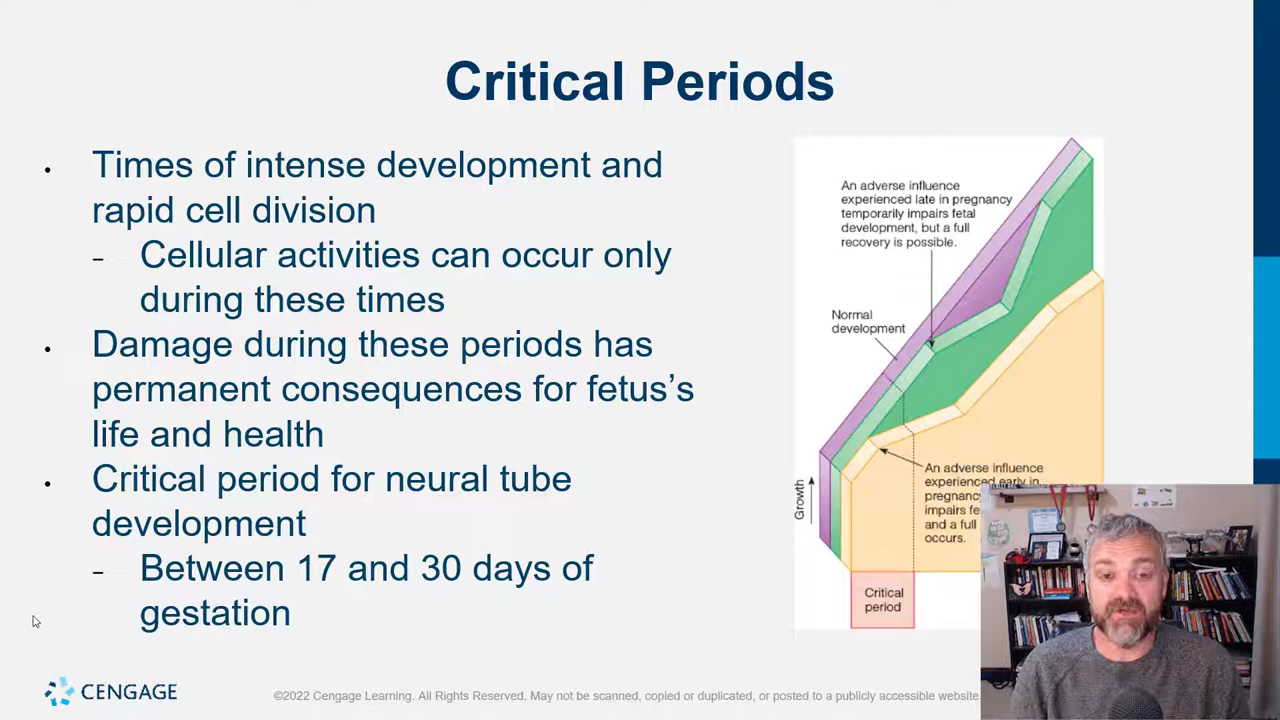 Critical Periods
Times of intense development and
rapid cell division
Cellular activities can occur only
during these times
Damage during these periods has
permanent consequences for fetus's
life and health
Critical period for neural tube
development
Between 17 and 30 days of
gestation
An adverse influence
experienced late in pregnancy
temporarily impairs fetal
development, but a full
recovery is possible.
Normal
development
Growth
An adverse influence
experienced early in
pregnancy
impairs
and a full
occurs.
Critical
period
CENGAGE
©2022 Cengage Learning. All Rights Reserved. May not be scanned, copied or duplicated, or posted to a publicly accessible website